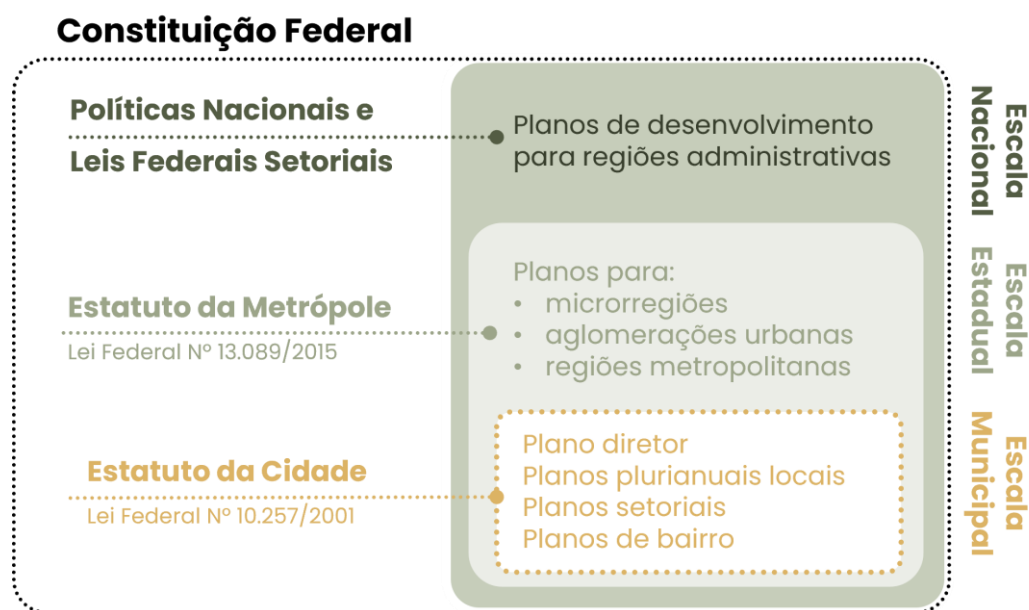 Constituição Federal
Políticas Nacionais e
Leis Federais Setoriais
Planos de desenvolvimento
para regiões administrativas
Escala
Nacional
Estatuto da Metrópole
Lei Federal Nº 13.089/2015
Planos para:
• microrregiões
• aglomerações urbanas
• regiões metropolitanas
Escala
Estadual
Estatuto da Cidade
Lei Federal Nº 10.257/2001
Plano diretor
Planos plurianuais locais
Planos setoriais
Planos de bairro
Escala
Municipal